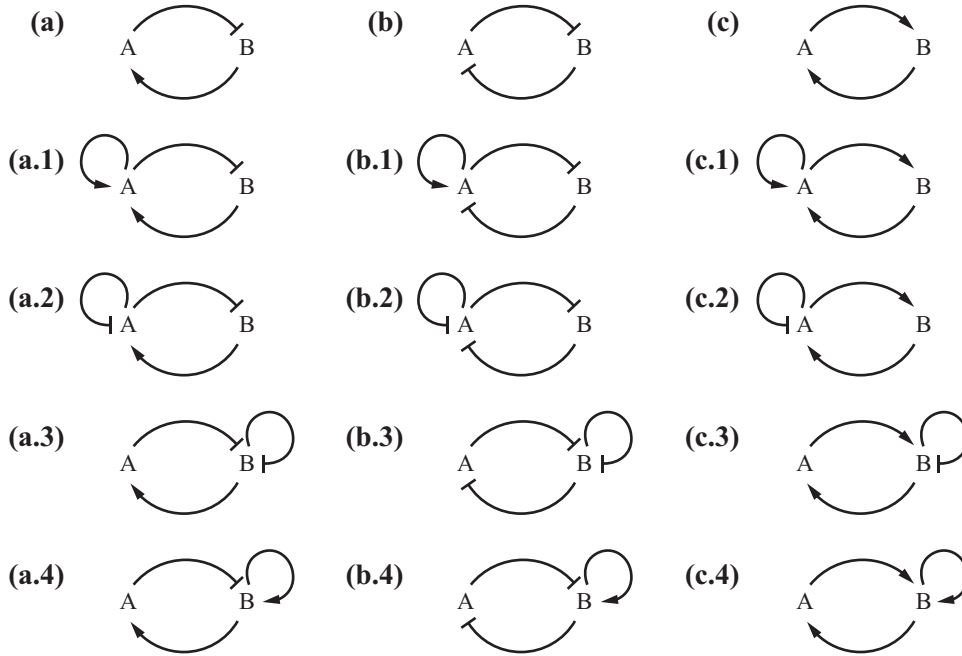 (a) (b) (c)
A B A B A B
(a.1) (b.1) (c.1)
A B A B A B
(a.2) (b.2) (c.2)
A B A B A B
(a.3) (b.3) (c.3)
A B A B A B
(a.4) (b.4) (c.4)
A B A B A B